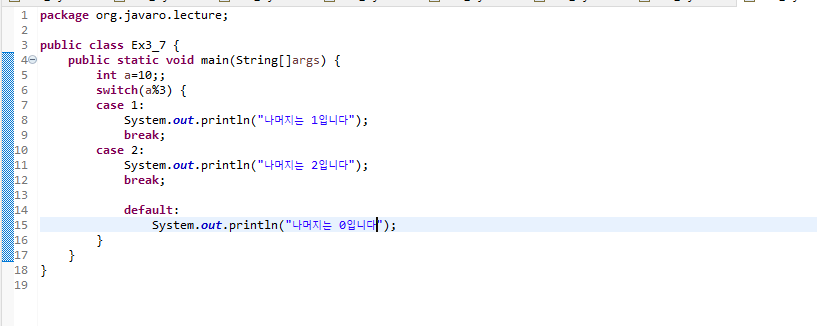 1 package org.javaro.lecture;
2
3 public class Ex3_7 {
4 public static void main(String[]args) {
5 int a=10;;
6 switch(a%3) {
7 case 1:
8 System.out.println("나머지는 1입니다");
9 break;
10 case 2:
11 System.out.println("나머지는 2입니다");
12 break;
13
14 default:
15 System.out.println("나머지는 0입니다");
16 }
17 }
18 }
19